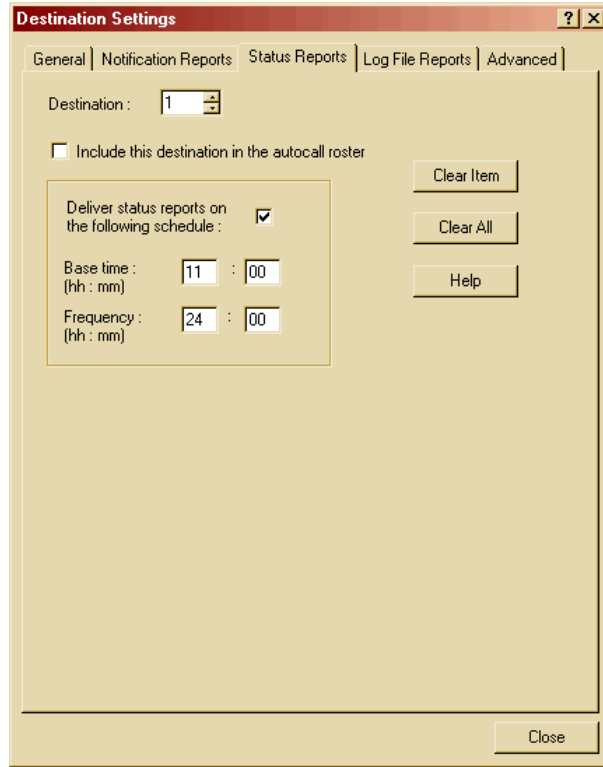 Destination Settings ? X
General Notification Reports Status Reports Log File Reports Advanced
Destination : 1
Include this destination in the autocall roster
Clear Item
Deliver status reports on
the following schedule :
Clear All
Base time : 11 : 00
(hh : mm)
Help
Frequency : 24 : 00
(hh : mm)
Close